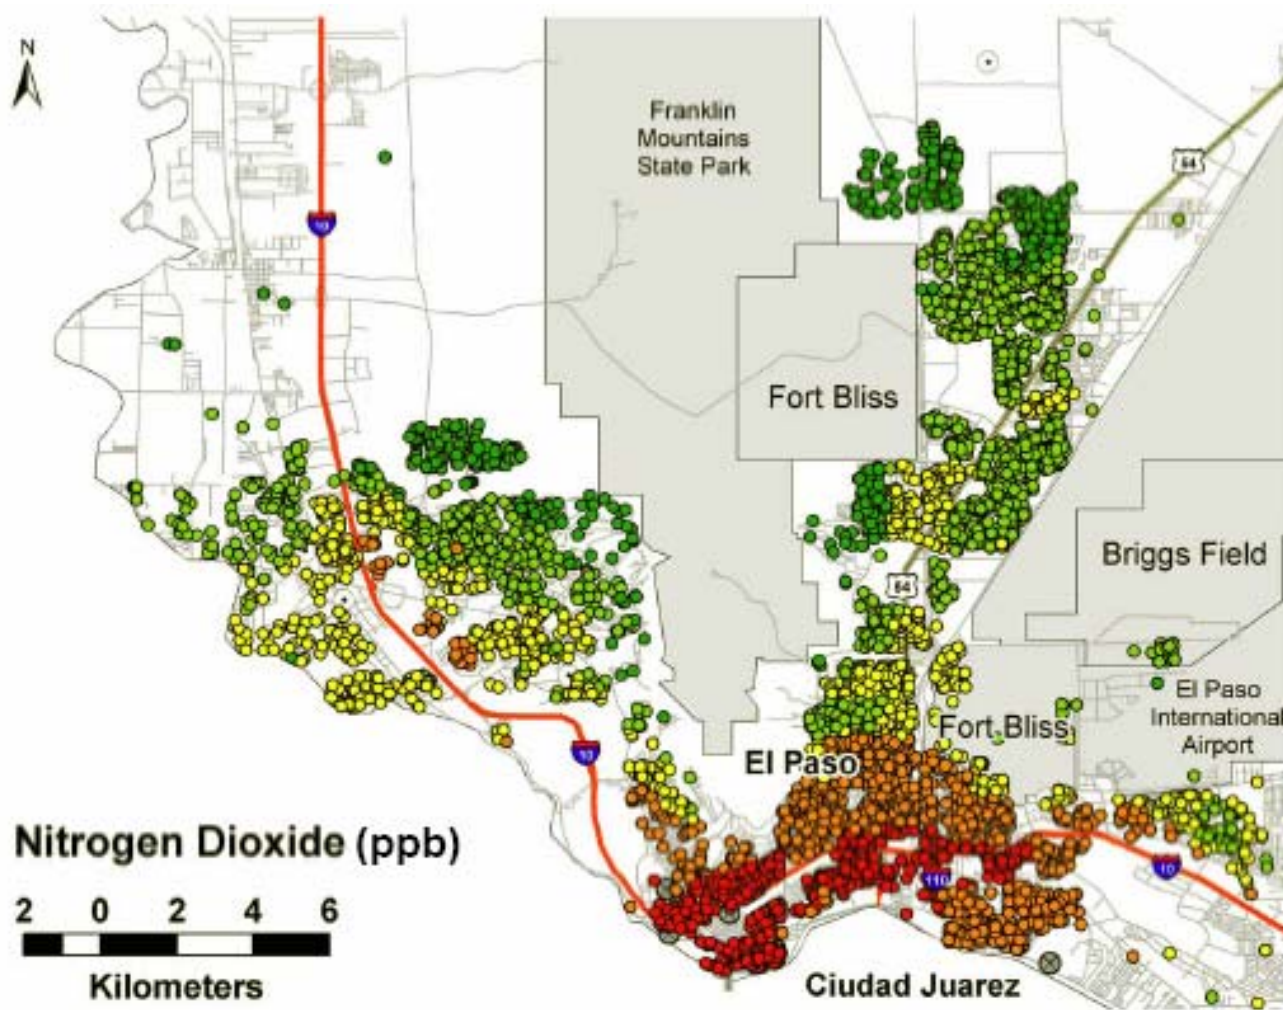 N
Franklin
Mountains
State Park
54
10
Fort Bliss
Briggs Field
54
El Paso
International
Airport
Fort Bliss
10
El Paso
Nitrogen Dioxide (ppb)
110
10
2 0 2 4 6
Kilometers
Ciudad Juarez